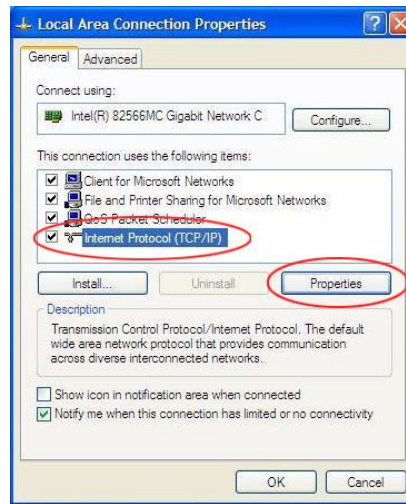 Local Area Connection Properties
General Advanced
Connect using:
Intel(R) 82566MC Gigabit Network C
Configure...
This connection uses the following items:
Client for Microsoft Networks
File and Printer Sharing for Microsoft Networks
QoS Packet Scheduler
Internet Protocol (TCP/IP)
Install... Uninstall Properties
Description
Transmission Control Protocol/Internet Protocol. The default
wide area network protocol that provides communication
across diverse interconnected networks.
Show icon in notification area when connected
Notify me when this connection has limited or no connectivity
OK Cancel